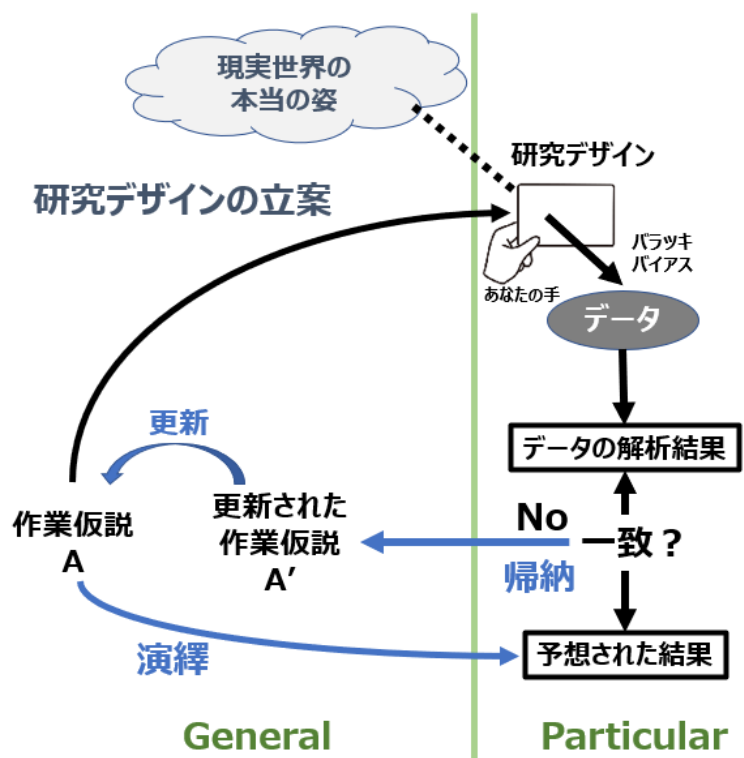 現実世界の
本当の姿
研究デザイン
研究デザインの立案
バラツキ
バイアス
あなたの手
データ
更新
データの解析結果
作業仮説
A
更新された
作業仮説
A’
No
一致？
帰納
演繹
予想された結果
General
Particular